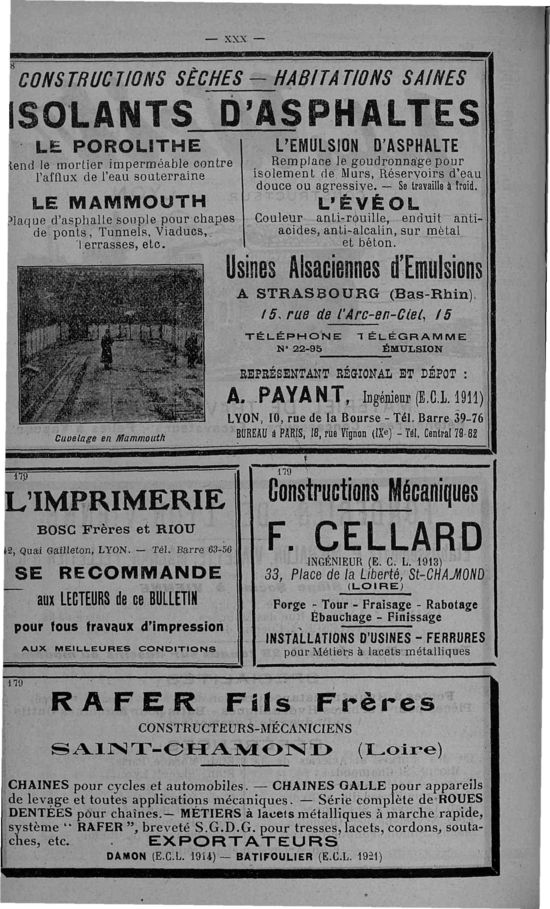 — XXX —
CONSTRUCTIONS SÈCHES — HABITATIONS SAINES
ISOLANTS D'ASPHALTES
LE POROLITHE
Rend le mortier imperméable contre
l'afflux de l'eau souterraine
LE MAMMOUTH
Plaque d'asphalte souple pour chapes
de ponts, Tunnels, Viaducs,
Terrasses, etc.
L'EMULSION D'ASPHALTE
Remplace le goudronnage pour
isolement de Murs, Réservoirs d'eau
douce ou agressive. — Se travaille à froid.
L'ÉVÉOL
Couleur anti-rouille, enduit anti-
acides, anti-alcalin, sur métal
et béton.
Cuvelage en Mammouth
Usines Alsaciennes d'Emulsions
A STRASBOURG (Bas-Rhin).
15, rue de l'Arc-en-Ciel, 15
TÉLÉPHONE TÉLÉGRAMME
N° 22-95 ÉMULSION
REPRÉSENTANT RÉGIONAL ET DÉPOT :
A. PAYANT, Ingénieur (E.C.L. 1911)
LYON, 10, rue de la Bourse - Tél. Barre 39-76
BUREAU à PARIS, 16, rue Vignon (IXe) - Tél. Central 78-62
179
L'IMPRIMERIE
BOSC Frères et RIOU
42, Quai Gailleton, LYON. — Tél. Barre 63-56
SE RECOMMANDE
aux LECTEURS de ce BULLETIN
pour tous travaux d'impression
AUX MEILLEURES CONDITIONS
179
Constructions Mécaniques
F. CELLARD
INGÉNIEUR (E. C. L. 1913)
33, Place de la Liberté, St-CHAMOND
(LOIRE)
Forge - Tour - Fraisage - Rabotage
Ébauchage - Finissage
INSTALLATIONS D'USINES - FERRURES
pour Métiers à lacets métalliques
179
RAFER Fils Frères
CONSTRUCTEURS-MÉCANICIENS
SAINT-CHAMOND (Loire)
CHAINES pour cycles et automobiles. — CHAINES GALLE pour appareils
de levage et toutes applications mécaniques. — Série complète de ROUES
DENTÉES pour chaînes. — MÉTIERS à lacets métalliques à marche rapide,
système “ RAFER ”, breveté S.G.D.G. pour tresses, lacets, cordons, souta-
ches, etc. EXPORTATEURS
DAMON (E.C.L. 1914) — BATIFOULIER (E.C.L. 1921)